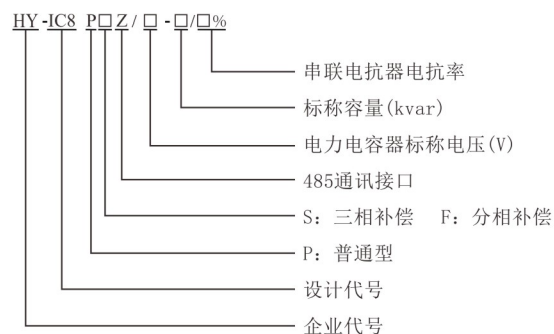 HY-IC8 P□Z/□-□/□%
串联电抗器电抗率
标称容量(kvar)
电力电容器标称电压(V)
485通讯接口
S: 三相补偿 F: 分相补偿
P: 普通型
设计代号
企业代号